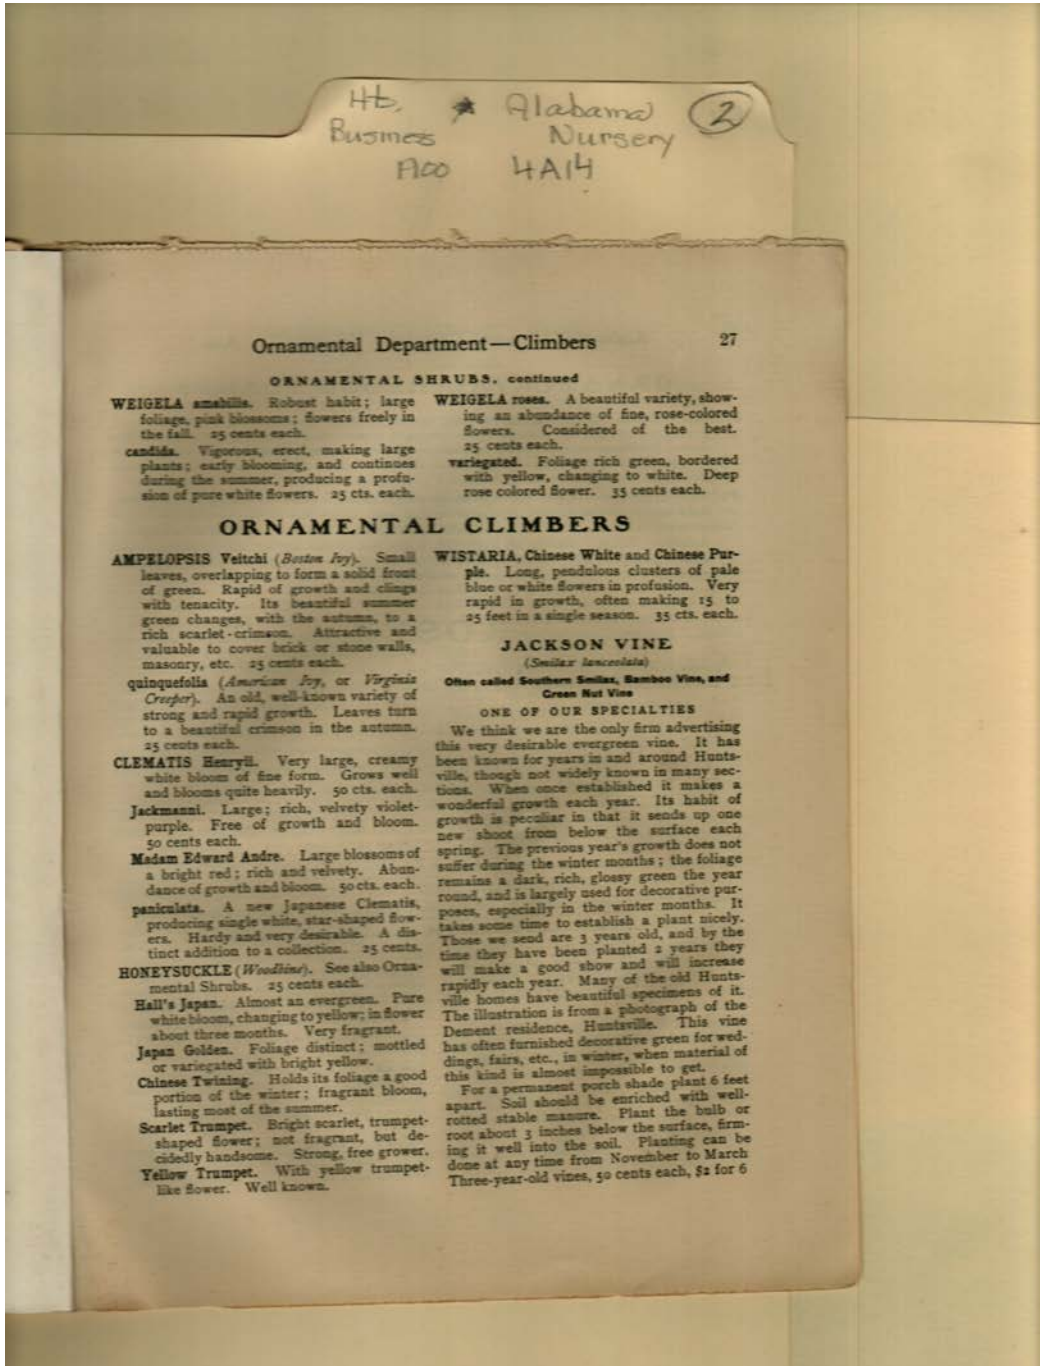 Hb. * Alabama (2)
Business Nursery
A00 4A14
Ornamental Department—Climbers 27
ORNAMENTAL SHRUBS, continued
WEIGELA amabilis. Robust habit; large
foliage, pink blossoms; flowers freely in
the fall. 25 cents each.
candida. Vigorous, erect, making large
plants; early blooming, and continues
during the summer, producing a profu-
sion of pure white flowers. 25 cts. each.
WEIGELA rosea. A beautiful variety, show-
ing an abundance of fine, rose-colored
flowers. Considered of the best.
25 cents each.
variegated. Foliage rich green, bordered
with yellow, changing to white. Deep
rose colored flower. 35 cents each.
ORNAMENTAL CLIMBERS
AMPELOPSIS Veitchi (Boston Ivy). Small
leaves, overlapping to form a solid front
of green. Rapid of growth and clings
with tenacity. Its beautiful summer
green changes, with the autumn, to a
rich scarlet-crimson. Attractive and
valuable to cover brick or stone walls,
masonry, etc. 25 cents each.
quinquefolia (American Ivy, or Virginia
Creeper). An old, well-known variety of
strong and rapid growth. Leaves turn
to a beautiful crimson in the autumn.
25 cents each.
CLEMATIS Henryii. Very large, creamy
white bloom of fine form. Grows well
and blooms quite heavily. 50 cts. each.
Jackmanni. Large; rich, velvety violet-
purple. Free of growth and bloom.
50 cents each.
Madam Edward Andre. Large blossoms of
a bright red; rich and velvety. Abun-
dance of growth and bloom. 50 cts. each.
paniculata. A new Japanese Clematis,
producing single white, star-shaped flow-
ers. Hardy and very desirable. A dis-
tinct addition to a collection. 25 cents.
HONEYSUCKLE (Woodbine). See also Orna-
mental Shrubs. 25 cents each.
Hall's Japan. Almost an evergreen. Pure
white bloom, changing to yellow; in flower
about three months. Very fragrant.
Japan Golden. Foliage distinct; mottled
or variegated with bright yellow.
Chinese Twining. Holds its foliage a good
portion of the winter; fragrant bloom,
lasting most of the summer.
Scarlet Trumpet. Bright scarlet, trumpet-
shaped flower; not fragrant, but de-
cidedly handsome. Strong, free grower.
Yellow Trumpet. With yellow trumpet-
like flower. Well known.
WISTARIA, Chinese White and Chinese Pur-
ple. Long, pendulous clusters of pale
blue or white flowers in profusion. Very
rapid in growth, often making 15 to
25 feet in a single season. 35 cts. each.
JACKSON VINE
(Smilax lanceolata)
Often called Southern Smilax, Bamboo Vine, and
Green Nut Vine
ONE OF OUR SPECIALTIES
We think we are the only firm advertising
this very desirable evergreen vine. It has
been known for years in and around Hunts-
ville, though not widely known in many sec-
tions. When once established it makes a
wonderful growth each year. Its habit of
growth is peculiar in that it sends up one
new shoot from below the surface each
spring. The previous year's growth does not
suffer during the winter months; the foliage
remains a dark, rich, glossy green the year
round, and is largely used for decorative pur-
poses, especially in the winter months. It
takes some time to establish a plant nicely.
Those we send are 3 years old, and by the
time they have been planted 2 years they
will make a good show and will increase
rapidly each year. Many of the old Hunts-
ville homes have beautiful specimens of it.
The illustration is from a photograph of the
Dement residence, Huntsville. This vine
has often furnished decorative green for wed-
dings, fairs, etc., in winter, when material of
this kind is almost impossible to get.
For a permanent porch shade plant 6 feet
apart. Soil should be enriched with well-
rotted stable manure. Plant the bulb or
root about 3 inches below the surface, firm-
ing it well into the soil. Planting can be
done at any time from November to March
Three-year-old vines, 50 cents each, $2 for 6